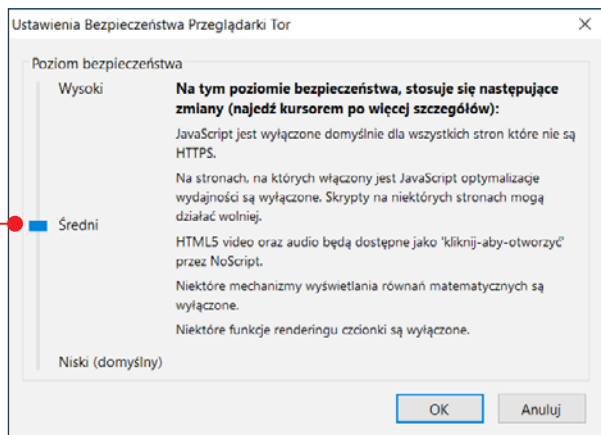 Ustawienia Bezpieczeństwa Przeglądarki Tor
Poziom bezpieczeństwa
Wysoki
Na tym poziomie bezpieczeństwa, stosuje się następujące
zmiany (najedź kursorem po więcej szczegółów):
JavaScript jest wyłączone domyślnie dla wszystkich stron które nie są
HTTPS.
Na stronach, na których włączony jest JavaScript optymalizacje
wydajności są wyłączone. Skrypty na niektórych stronach mogą
działać wolniej.
Średni
HTML5 video oraz audio będą dostępne jako 'kliknij-aby-otworzyć'
przez NoScript.
Niektóre mechanizmy wyświetlania równań matematycznych są
wyłączone.
Niektóre funkcje renderingu czcionki są wyłączone.
Niski (domyślny)
OK
Anuluj